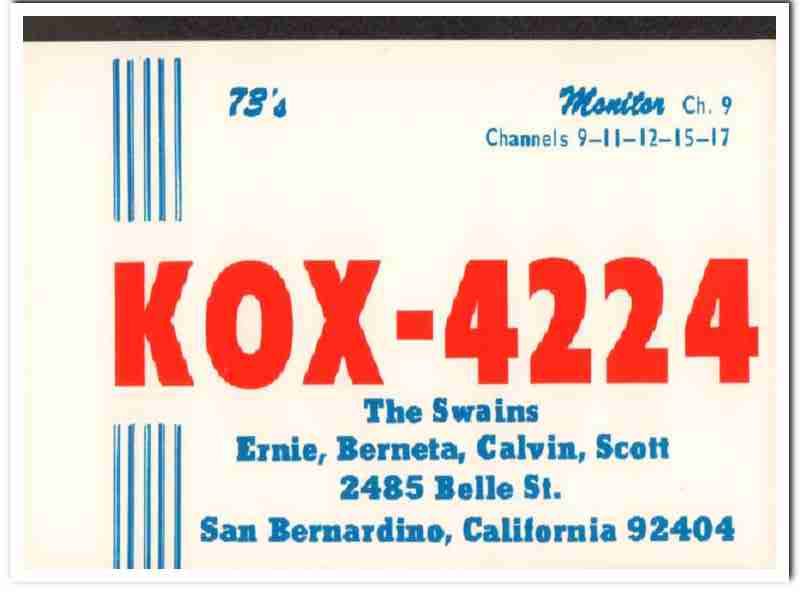 73's
Monitor Ch. 9
Channels 9-11-12-15-17
KOX-4224
The Swains
Ernie, Berneta, Calvin, Scott
2485 Belle St.
San Bernardino, California 92404